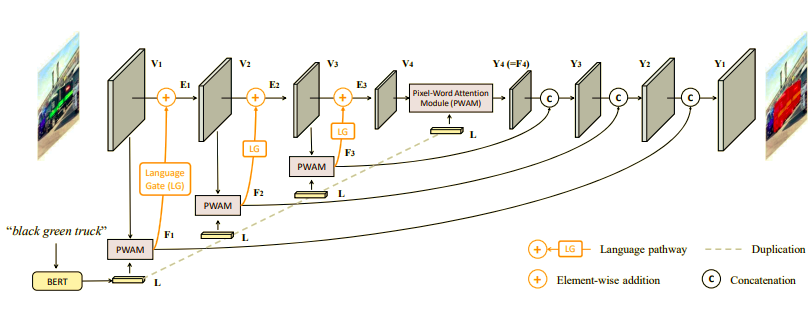 V1
V2
V3
V4
Y4 (=F4)
Y3
Y2
Y1
E1
E2
E3
Pixel-Word Attention
Module (PWAM)
C
C
C
L
LG
F3
PWAM
L
LG
Language
Gate (LG)
F2
PWAM
L
F1
"black green truck"
PWAM
BERT
L
LG
Language pathway
Duplication
Element-wise addition
C
Concatenation